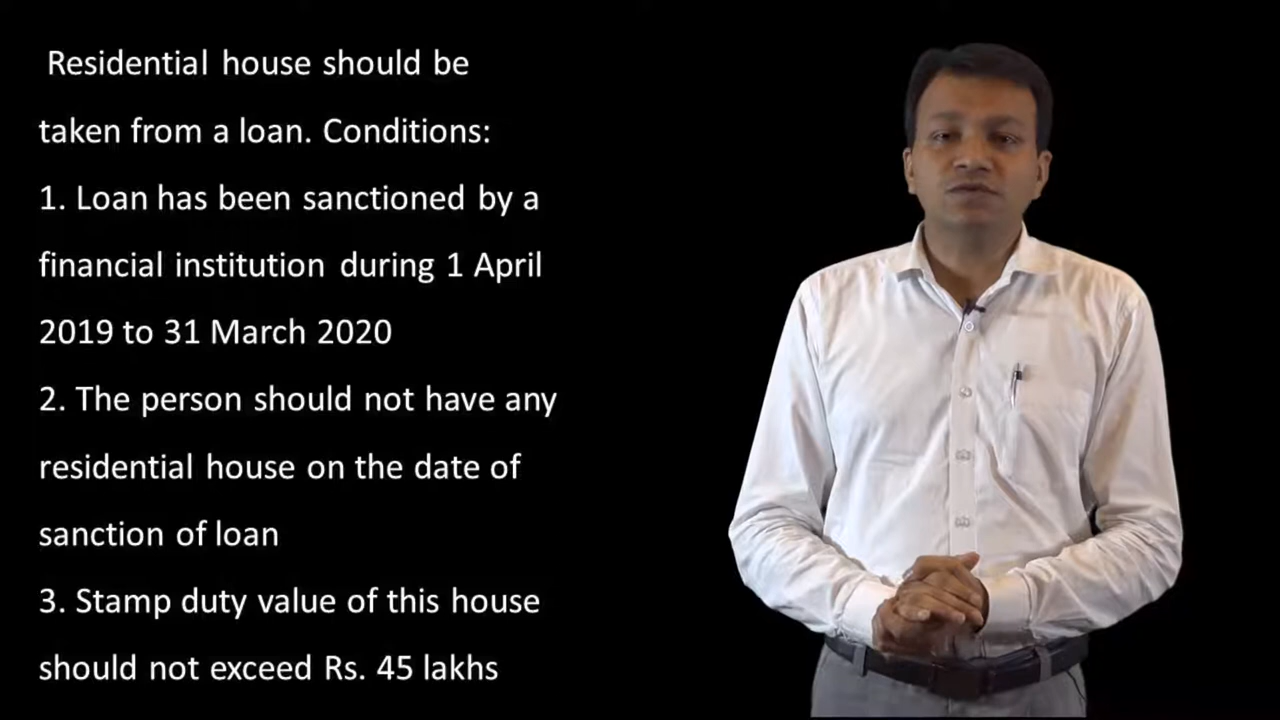 Residential house should be
taken from a loan. Conditions:
1. Loan has been sanctioned by a
financial institution during 1 April
2019 to 31 March 2020
2. The person should not have any
residential house on the date of
sanction of loan
3. Stamp duty value of this house
should not exceed Rs. 45 lakhs